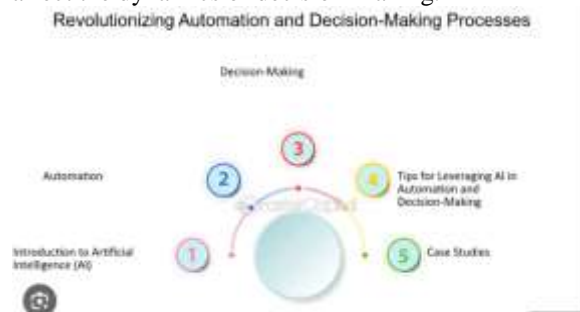 Revolutionizing Automation and Decision-Making Processes
Decision-Making
3
2
4
Automation
Tips for Leveraging AI in
Automation and
Decision-Making
1
Introduction to Artificial
Intelligence (AI)
5
Case Studies